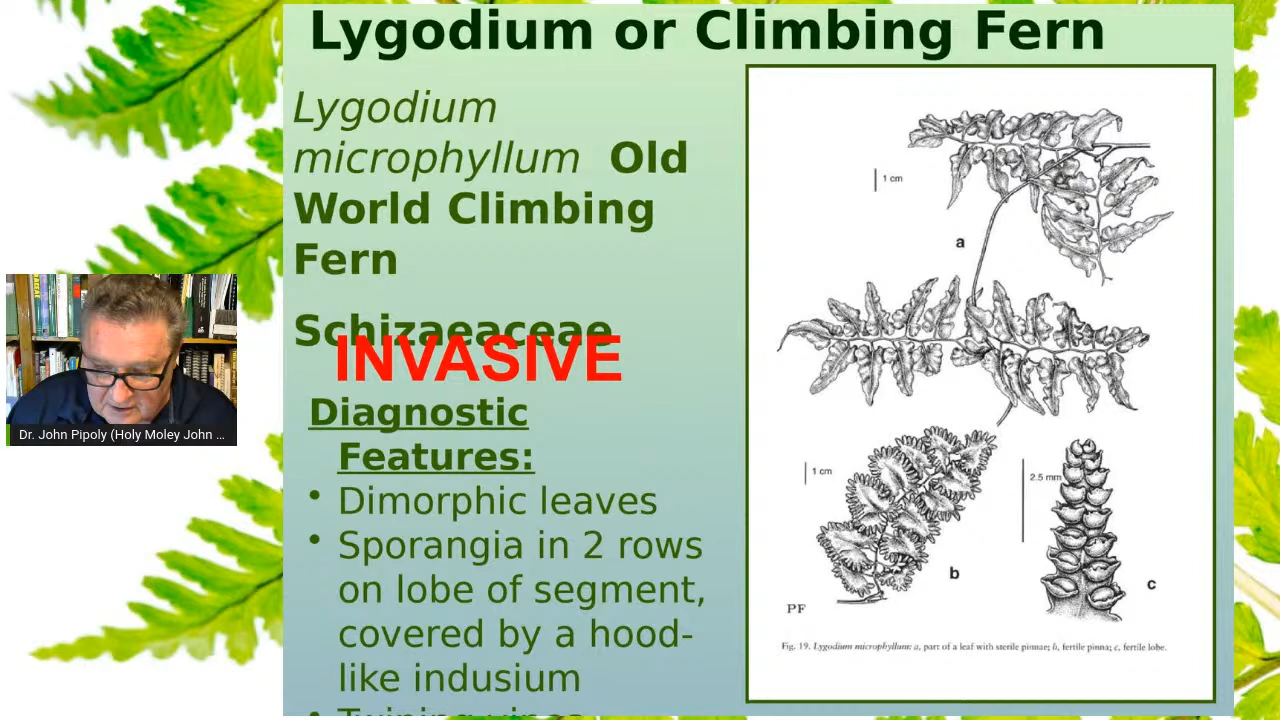 Lygodium or Climbing Fern
Lygodium
microphyllum Old
World Climbing
Fern
Schizaeaceae
INVASIVE
Diagnostic
Features:
• Dimorphic leaves
• Sporangia in 2 rows
on lobe of segment,
covered by a hood-
like indusium
• Twining vines
1 cm
a
1 cm
2.5 mm
b
c
PF
Fig. 19. Lygodium microphyllum: a, part of a leaf with sterile pinnae; b, fertile pinna; c, fertile lobe.
Dr. John Pipoly (Holy Moley John ...